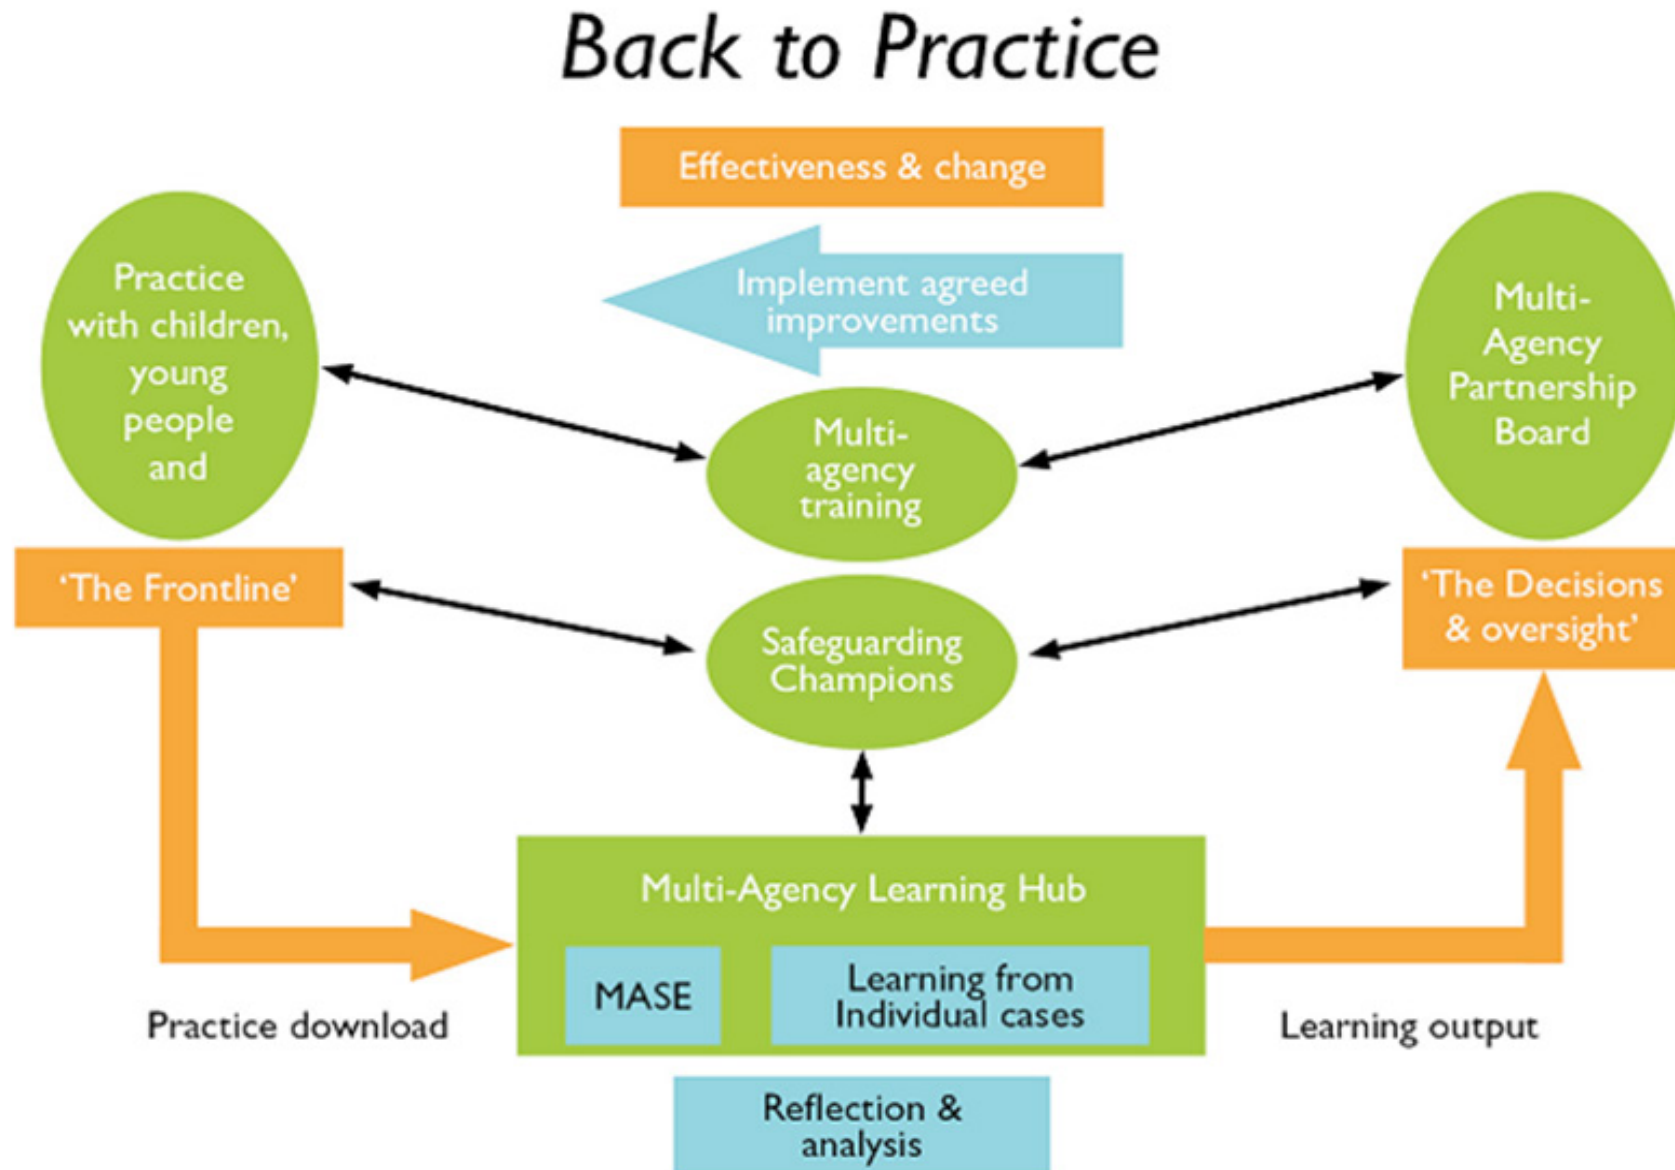 Back to Practice
Effectiveness & change
Implement agreed
improvements
Practice
with children,
young
people
and
Multi-
Agency
Partnership
Board
Multi-
agency
training
'The Frontline'
'The Decisions
& oversight'
Safeguarding
Champions
Multi-Agency Learning Hub
MASE
Learning from
Individual cases
Practice download
Learning output
Reflection &
analysis